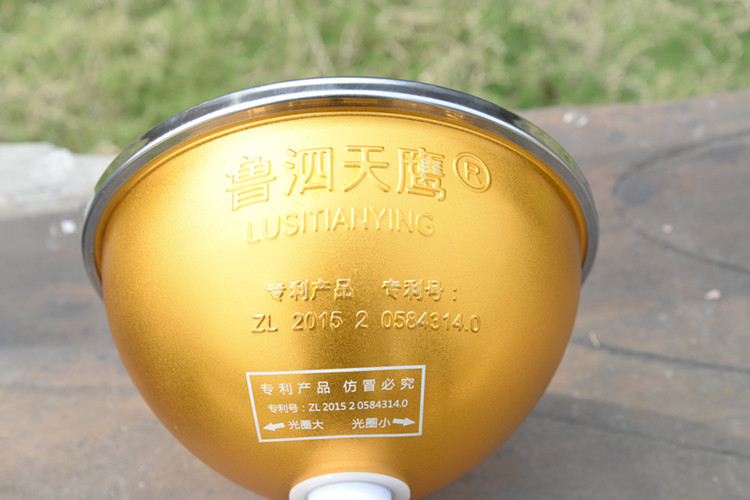 鲁泗天鹰®
LUSITIANYING
专利产品 专利号：
ZL 2015 2 0584314.0
专利产品 仿冒必究
专利号：ZL 2015 2 0584314.0
←光圈大 光圈小→